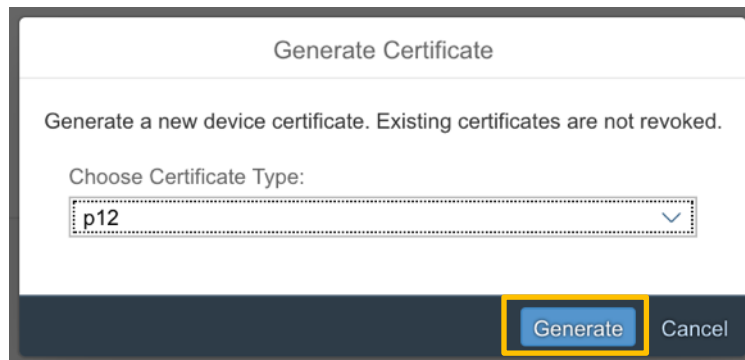 Generate Certificate
Generate a new device certificate. Existing certificates are not revoked.
Choose Certificate Type:
p12
Generate Cancel